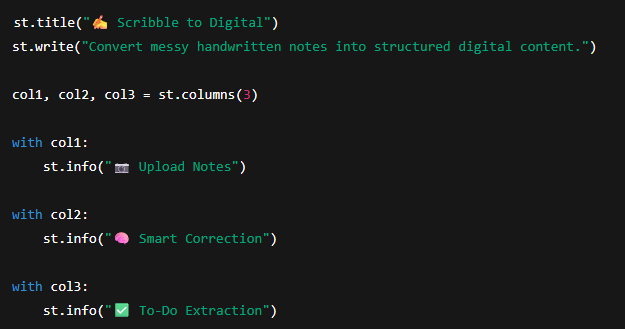 st.title("✍️ Scribble to Digital")
st.write("Convert messy handwritten notes into structured digital content.")
col1, col2, col3 = st.columns(3)
with col1:
    st.info("📷 Upload Notes")
with col2:
    st.info("🧠 Smart Correction")
with col3:
    st.info("✅ To-Do Extraction")